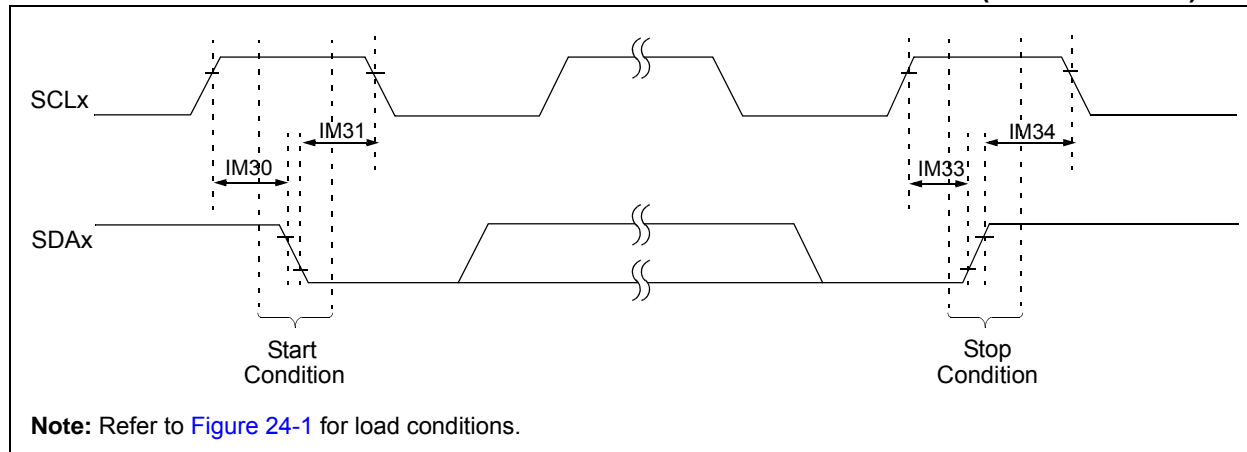 SCLx
IM31
IM34
IM30
IM33
SDAx
Start
Condition
Stop
Condition
Note: Refer to Figure 24-1 for load conditions.